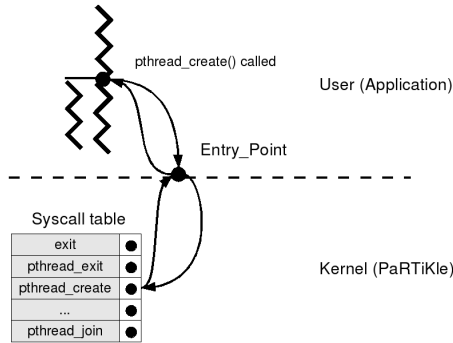 pthread_create() called
User (Application)
Entry_Point
Syscall table
exit
pthread_exit
pthread_create
...
pthread_join
Kernel (PaRTiKle)